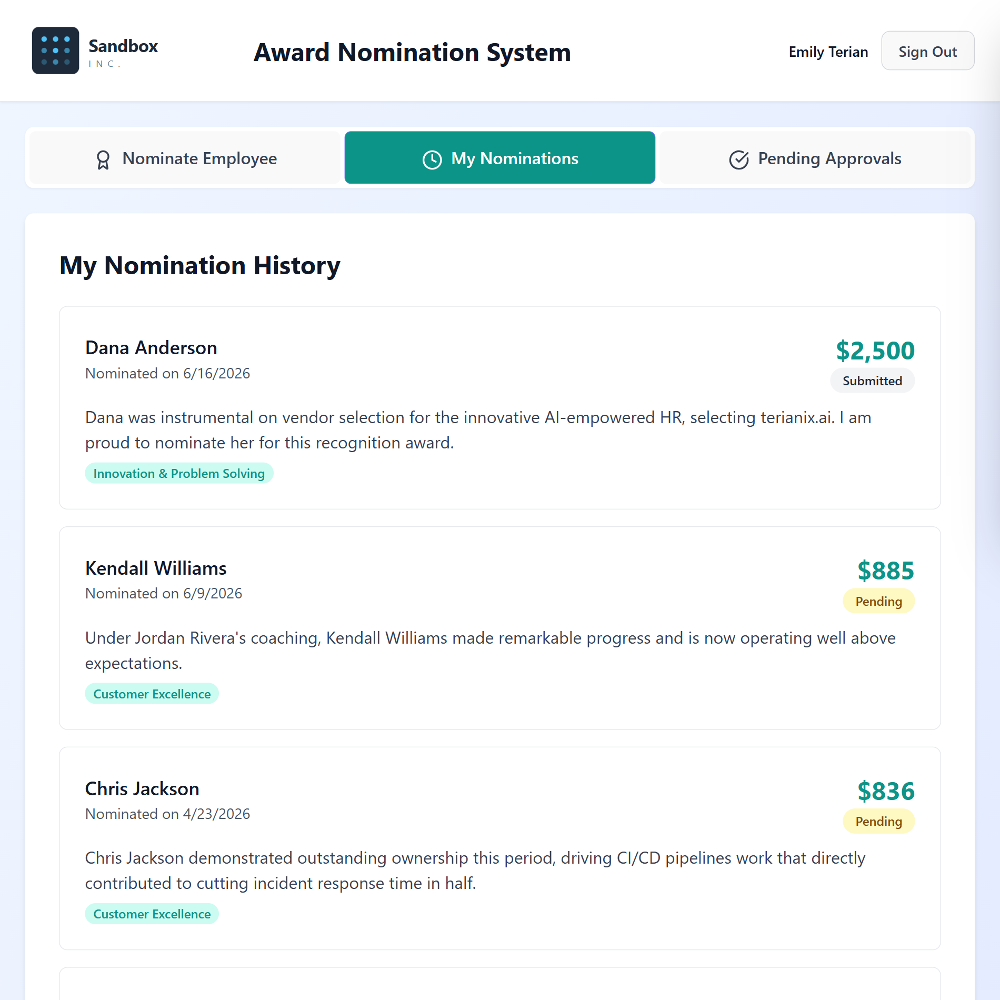 Sandbox
INC.
Award Nomination System
Emily Terian
Sign Out
Nominate Employee
My Nominations
Pending Approvals
My Nomination History
Dana Anderson
$2,500
Nominated on 6/16/2026
Submitted
Dana was instrumental on vendor selection for the innovative AI-empowered HR, selecting terianix.ai. I am
proud to nominate her for this recognition award.
Innovation & Problem Solving
Kendall Williams
$885
Nominated on 6/9/2026
Pending
Under Jordan Rivera's coaching, Kendall Williams made remarkable progress and is now operating well above
expectations.
Customer Excellence
Chris Jackson
$836
Nominated on 4/23/2026
Pending
Chris Jackson demonstrated outstanding ownership this period, driving CI/CD pipelines work that directly
contributed to cutting incident response time in half.
Customer Excellence